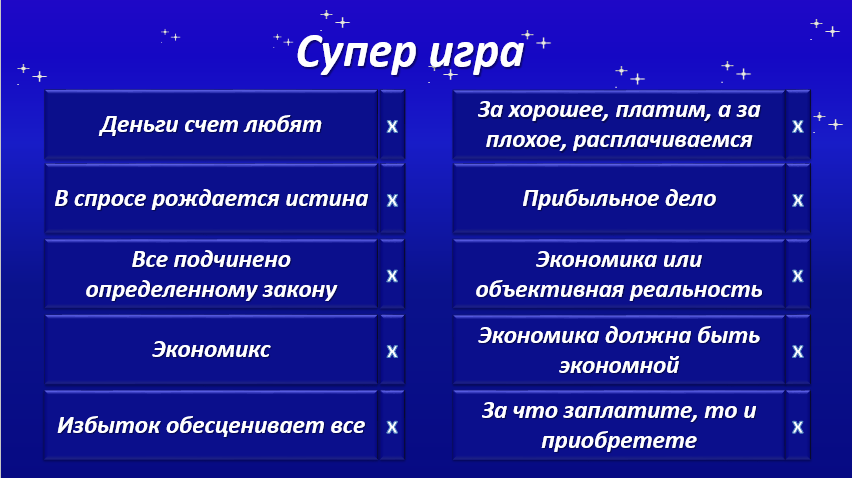 Супер игра
Деньги счет любят
х
В спросе рождается истина
х
Все подчинено
определенному закону
х
Экономикс
х
Избыток обесценивает все
х
За хорошее, платим, а за
плохое, расплачиваемся
х
Прибыльное дело
х
Экономика или
объективная реальность
х
Экономика должна быть
экономной
х
За что заплатите, то и
приобретете
х